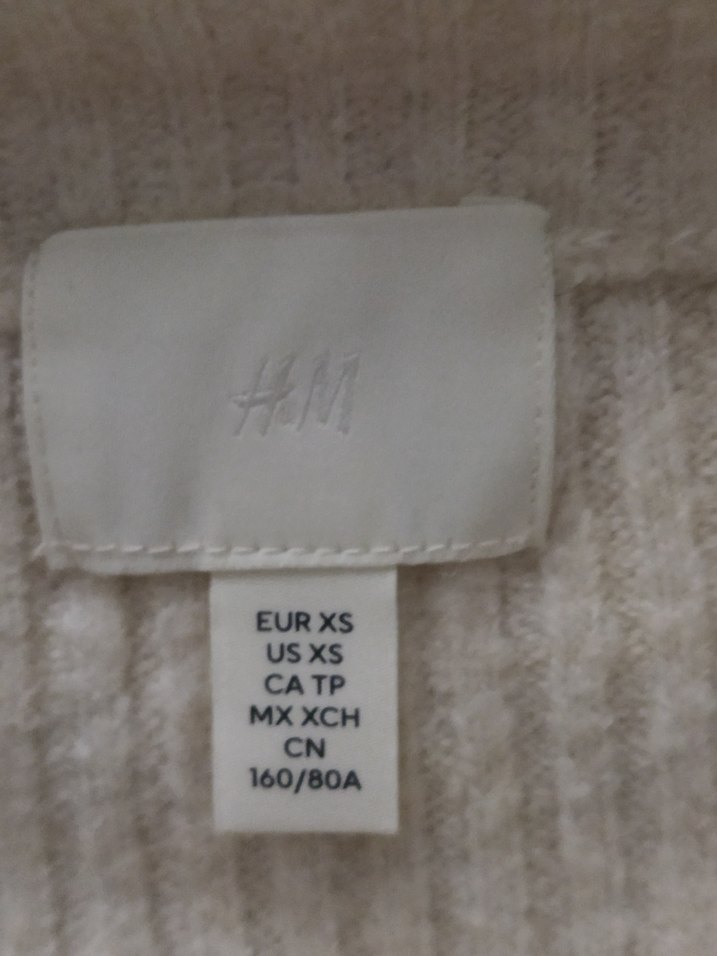 H&M
EUR XS
US XS
CA TP
MX XCH
CN
160/80A